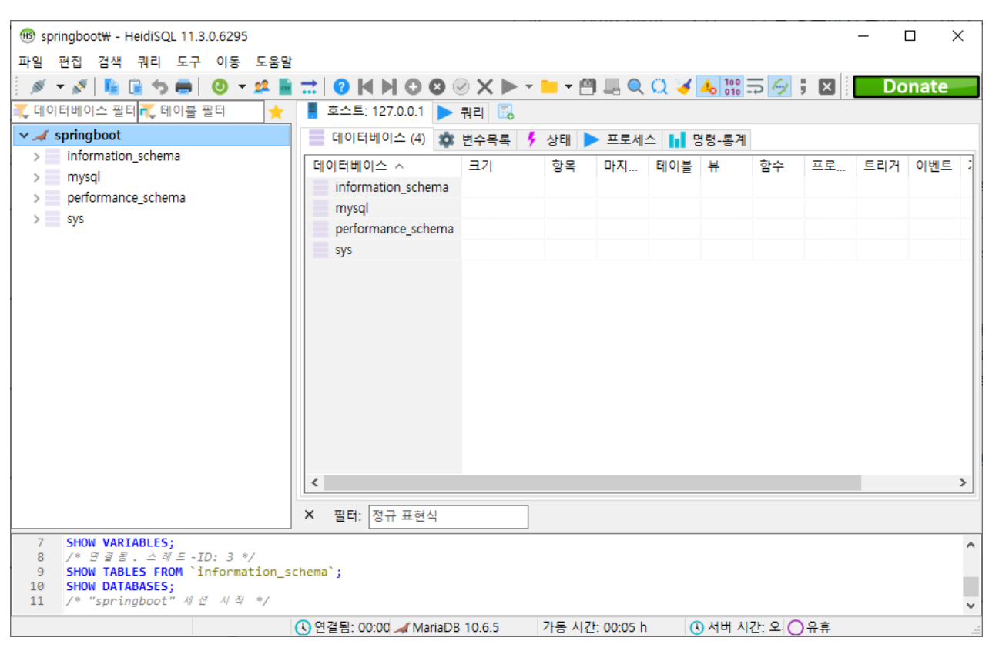 springboot₩ - HeidiSQL 11.3.0.6295
파일 편집 검색 쿼리 도구 이동 도움말
Donate
데이터베이스 필터 테이블 필터
호스트: 127.0.0.1 쿼리
springboot
information_schema
mysql
performance_schema
sys
데이터베이스 (4) 변수목록 상태 프로세스 명령-통계
데이터베이스 크기 항목 마지... 테이블 뷰 함수 프로... 트리거 이벤트
information_schema
mysql
performance_schema
sys
필터: 정규 표현식
7 SHOW VARIABLES;
8 /* 연결됨. 스레드-ID: 3 */
9 SHOW TABLES FROM `information_schema`;
10 SHOW DATABASES;
11 /* "springboot" 세션 시작 */
연결됨: 00:00 MariaDB 10.6.5 가동 시간: 00:05 h 서버 시간: 오 유휴